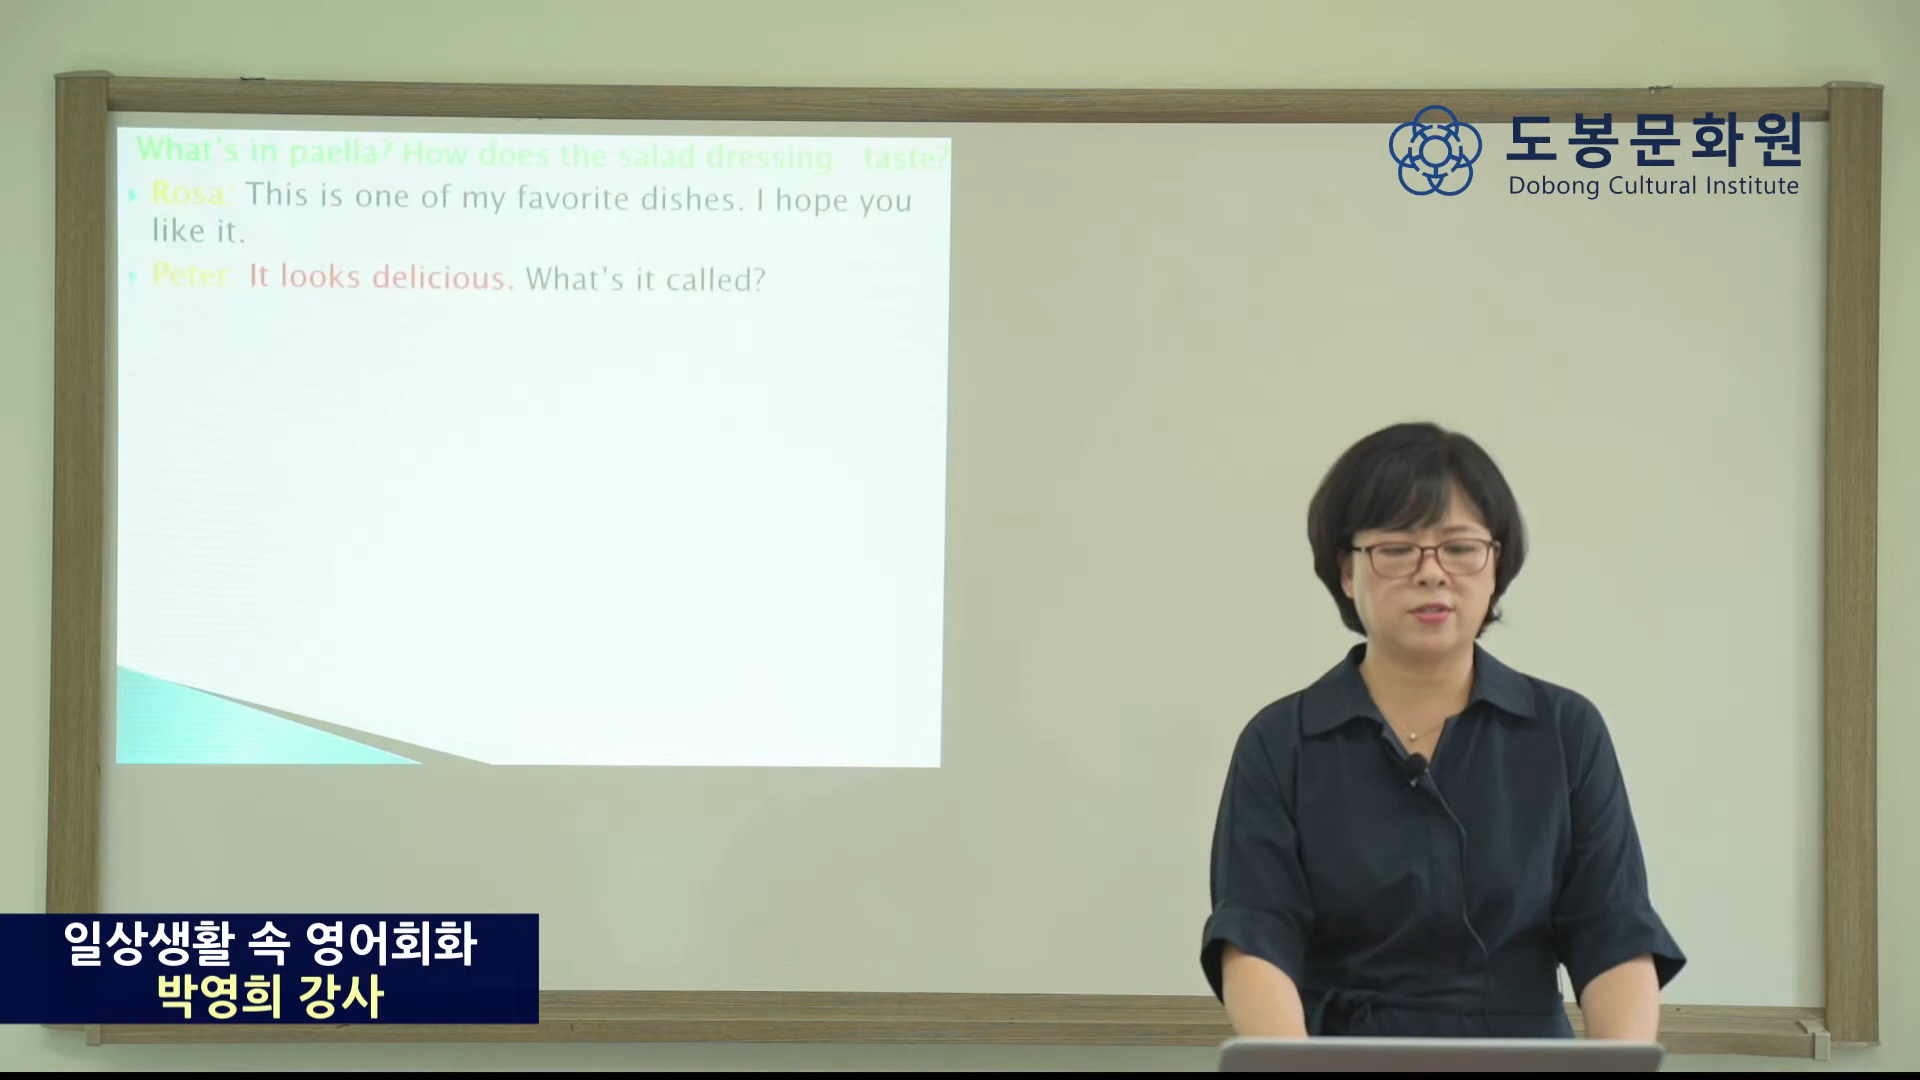 What's in paella? How does the salad dressing taste?
Rosa: This is one of my favorite dishes. I hope you
like it.
Peter: It looks delicious. What's it called?
도봉문화원
Dobong Cultural Institute
일상생활 속 영어회화
박영희 강사